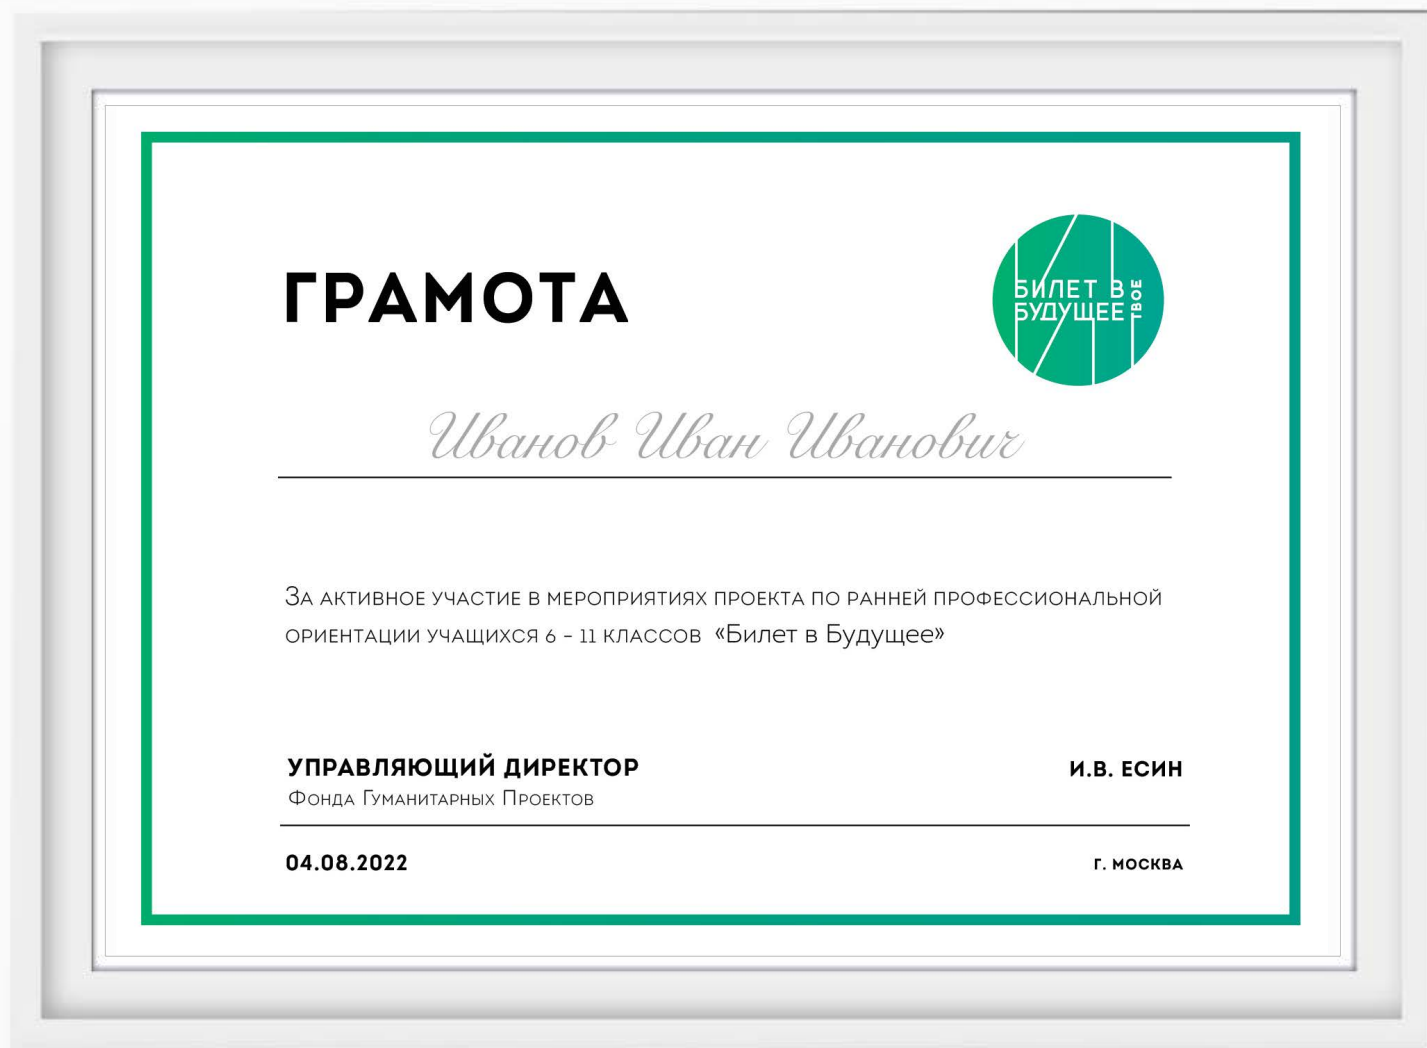 ГРАМОТА
БИЛЕТ В
БУДУЩЕЕ
ТВОЕ
Иванов Иван Иванович
За активное участие в мероприятиях проекта по ранней профессиональной
ориентации учащихся 6 – 11 классов «Билет в Будущее»
УПРАВЛЯЮЩИЙ ДИРЕКТОР
И.В. ЕСИН
Фонда Гуманитарных Проектов
04.08.2022
Г. МОСКВА